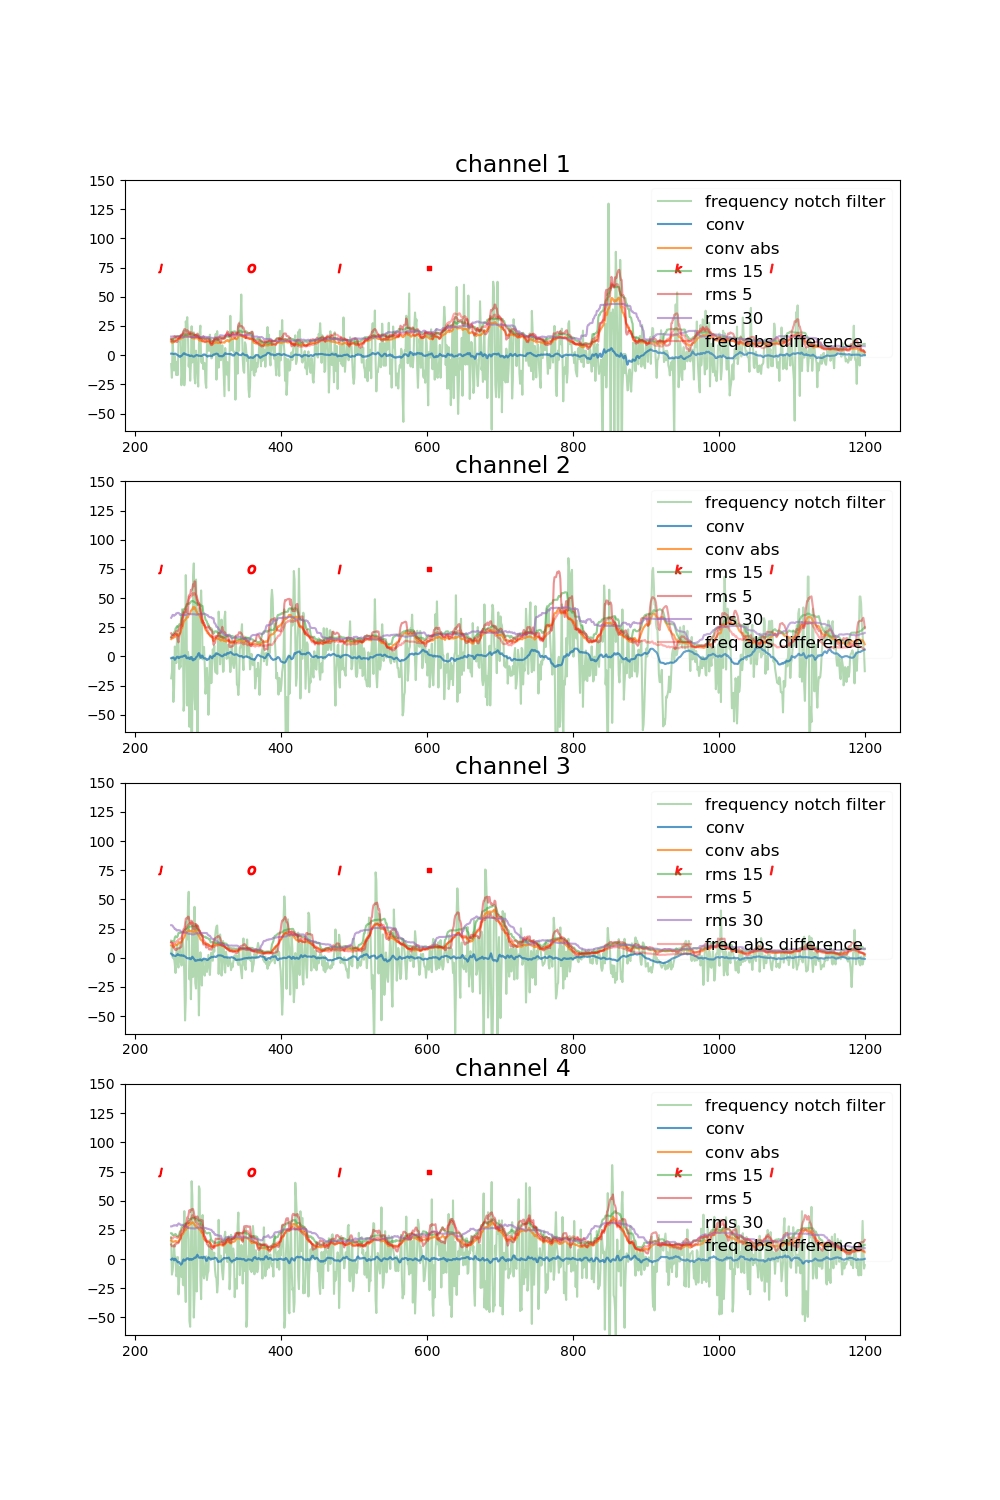 channel 1
150
125
100
75
50
25
0
−25
−50
J O l .
k l
frequency notch filter
conv
conv abs
rms 15
rms 5
rms 30
freq abs difference
200 400 600 800 1000 1200
channel 2
150
125
100
75
50
25
0
−25
−50
J O l .
k l
frequency notch filter
conv
conv abs
rms 15
rms 5
rms 30
freq abs difference
200 400 600 800 1000 1200
channel 3
150
125
100
75
50
25
0
−25
−50
J O l .
k l
frequency notch filter
conv
conv abs
rms 15
rms 5
rms 30
freq abs difference
200 400 600 800 1000 1200
channel 4
150
125
100
75
50
25
0
−25
−50
J O l .
k l
frequency notch filter
conv
conv abs
rms 15
rms 5
rms 30
freq abs difference
200 400 600 800 1000 1200